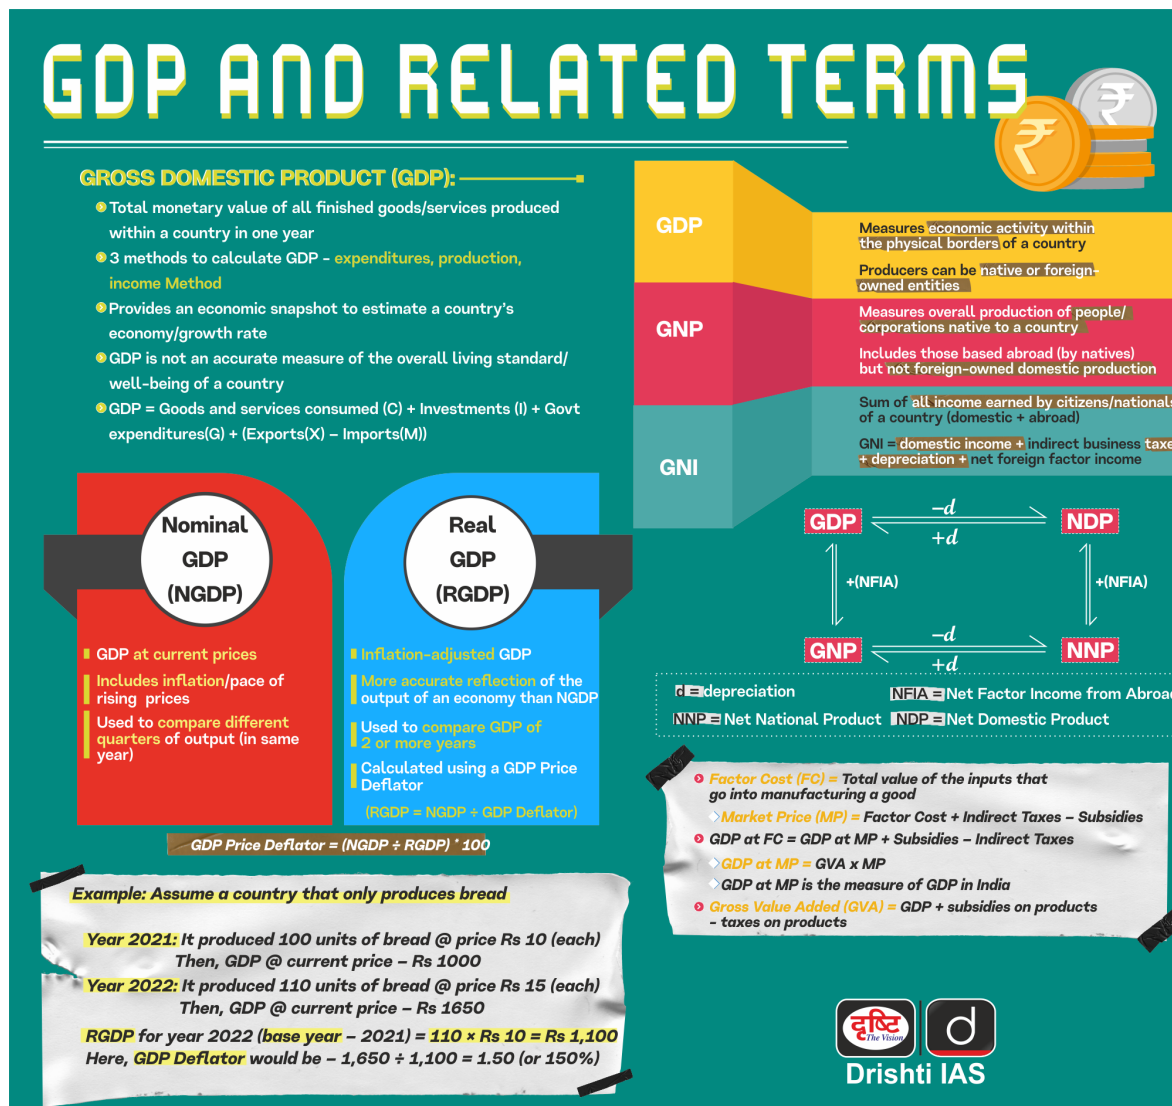 GDP AND RELATED TERMS
GROSS DOMESTIC PRODUCT (GDP):
Total monetary value of all finished goods/services produced
within a country in one year
3 methods to calculate GDP - expenditures, production,
income Method
Provides an economic snapshot to estimate a country's
economy/growth rate
GDP is not an accurate measure of the overall living standard/
well-being of a country
GDP = Goods and services consumed (C) + Investments (I) + Govt
expenditures(G) + (Exports(X) – Imports(M))
GDP
Measures economic activity within
the physical borders of a country
Producers can be native or foreign-
owned entities
GNP
Measures overall production of people/
corporations native to a country
Includes those based abroad (by natives)
but not foreign-owned domestic production
GNI
Sum of all income earned by citizens/nationals
of a country (domestic + abroad)
GNI = domestic income + indirect business taxe
+ depreciation + net foreign factor income
Nominal
GDP
(NGDP)
GDP at current prices
Includes inflation/pace of
rising prices
Used to compare different
quarters of output (in same
year)
Real
GDP
(RGDP)
Inflation-adjusted GDP
More accurate reflection of the
output of an economy than NGDP
Used to compare GDP of
2 or more years
Calculated using a GDP Price
Deflator
(RGDP = NGDP ÷ GDP Deflator)
GDP Price Deflator = (NGDP ÷ RGDP) * 100
GDP
–d
+d
NDP
+(NFIA)
+(NFIA)
GNP
–d
+d
NNP
d = depreciation
NFIA = Net Factor Income from Abroad
NNP = Net National Product
NDP = Net Domestic Product
Factor Cost (FC) = Total value of the inputs that
go into manufacturing a good
Market Price (MP) = Factor Cost + Indirect Taxes – Subsidies
GDP at FC = GDP at MP + Subsidies – Indirect Taxes
GDP at MP = GVA x MP
GDP at MP is the measure of GDP in India
Gross Value Added (GVA) = GDP + subsidies on products
– taxes on products
Example: Assume a country that only produces bread
Year 2021: It produced 100 units of bread @ price Rs 10 (each)
Then, GDP @ current price – Rs 1000
Year 2022: It produced 110 units of bread @ price Rs 15 (each)
Then, GDP @ current price – Rs 1650
RGDP for year 2022 (base year – 2021) = 110 × Rs 10 = Rs 1,100
Here, GDP Deflator would be – 1,650 ÷ 1,100 = 1.50 (or 150%)
दृष्टि
The Vision
d
Drishti IAS